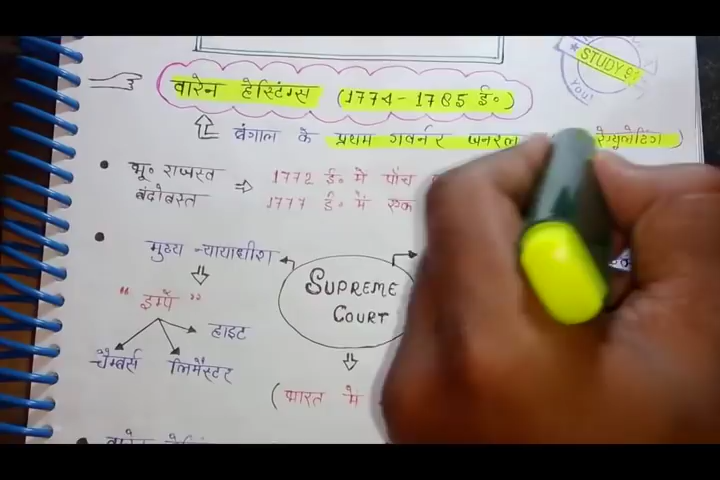 STUDY
YOU!
वारेन हेस्टिंग्स (1774-1785 ई०)
बंगाल के प्रथम गवर्नर जनरल रेग्यूलेटिंग)
भू० राजस्व
बंदोबस्त
1772 ई० मे पाँच
1777 ई० में एक
मुख्य न्यायाधीश
SUPREME
COURT
" इम्पे "
हाइट
चैम्बर्स
लिमैस्टर
(भारत में
वारेन